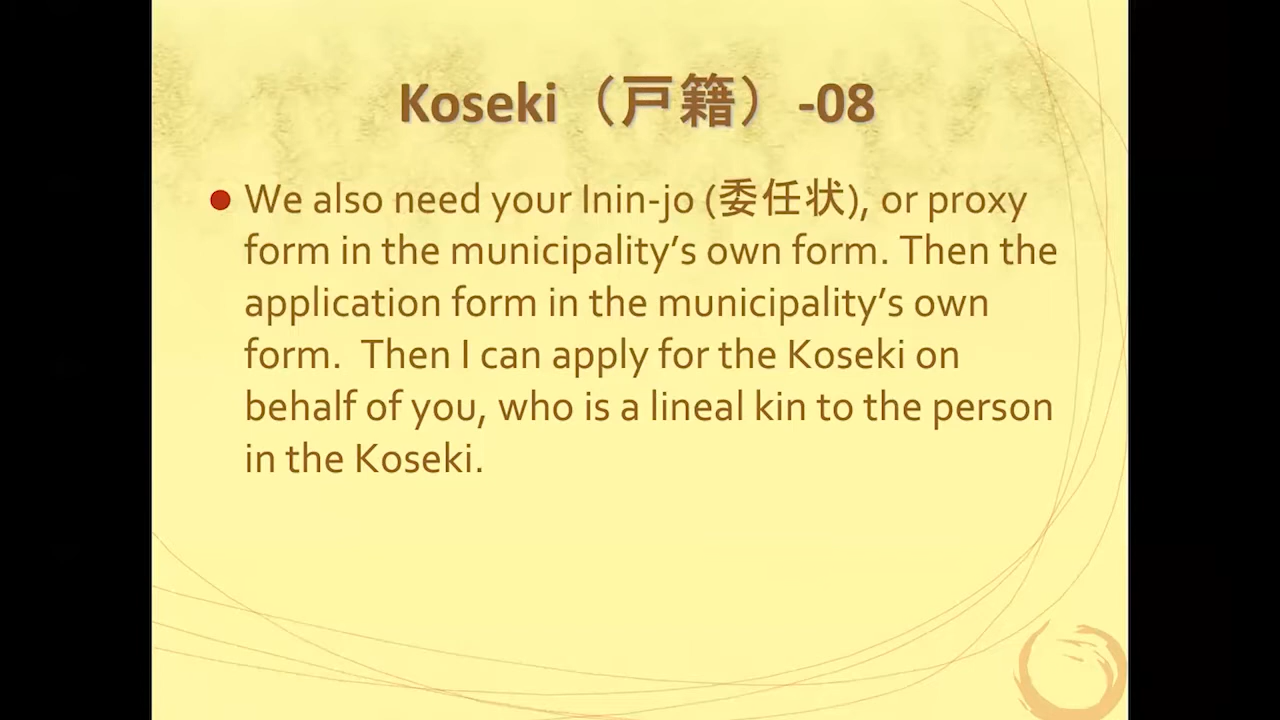 Koseki（戸籍）-08
We also need your Inin-jo (委任状), or proxy
form in the municipality’s own form. Then the
application form in the municipality’s own
form.  Then I can apply for the Koseki on
behalf of you, who is a lineal kin to the person
in the Koseki.